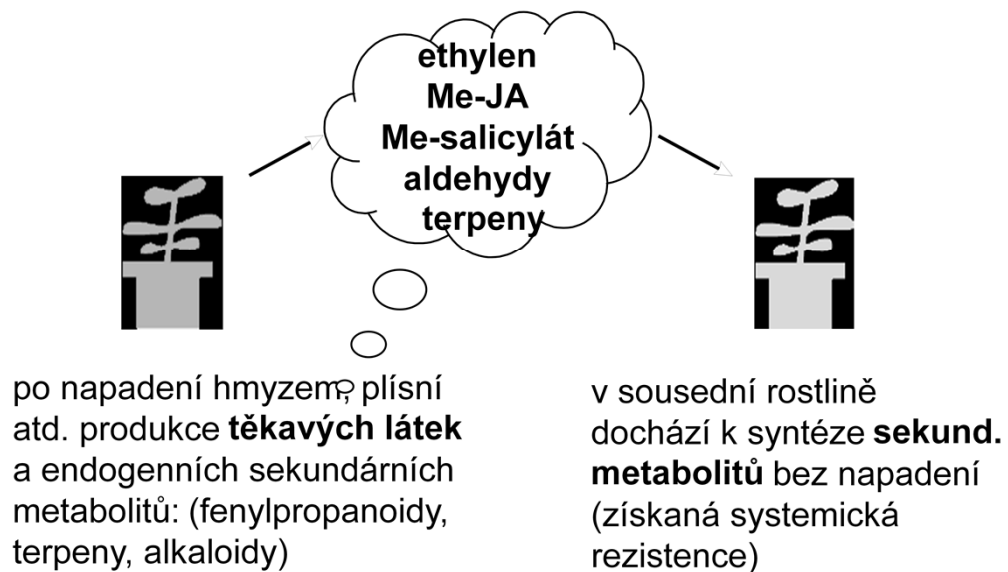 ethylen
Me-JA
Me-salicylát
aldehydy
terpeny
po napadení hmyzem, plísní
atd. produkce těkavých látek
a endogenních sekundárních
metabolitů: (fenylpropanoidy,
terpeny, alkaloidy)
v sousední rostlině
dochází k syntéze sekund.
metabolitů bez napadení
(získaná systemická
rezistence)